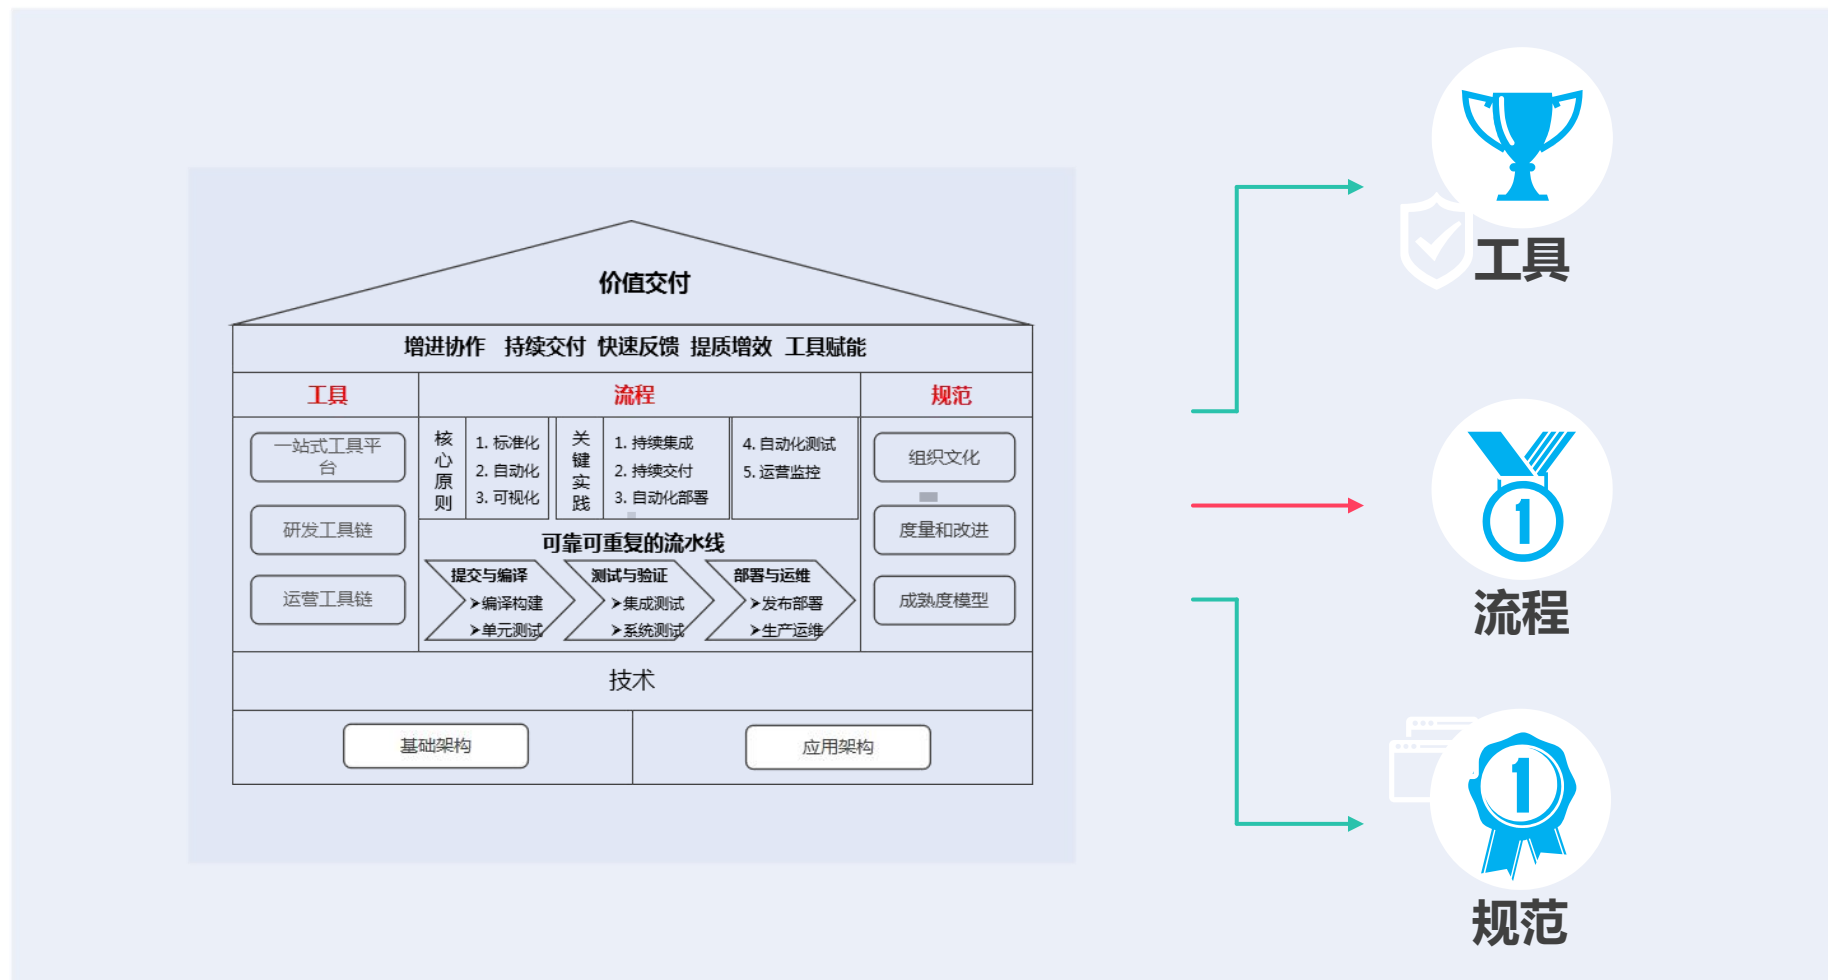 价值交付
增进协作 持续交付 快速反馈 提质增效 工具赋能
工具
流程
规范
一站式工具平
台
研发工具链
运营工具链
核心原则
1. 标准化
2. 自动化
3. 可视化
关键实践
1. 持续集成
2. 持续交付
3. 自动化部署
4. 自动化测试
5. 运营监控
可靠可重复的流水线
提交与编译
➤编译构建
➤单元测试
测试与验证
➤集成测试
➤系统测试
部署与运维
➤发布部署
➤生产运维
组织文化
度量和改进
成熟度模型
技术
基础架构
应用架构
工具
1
流程
1
规范